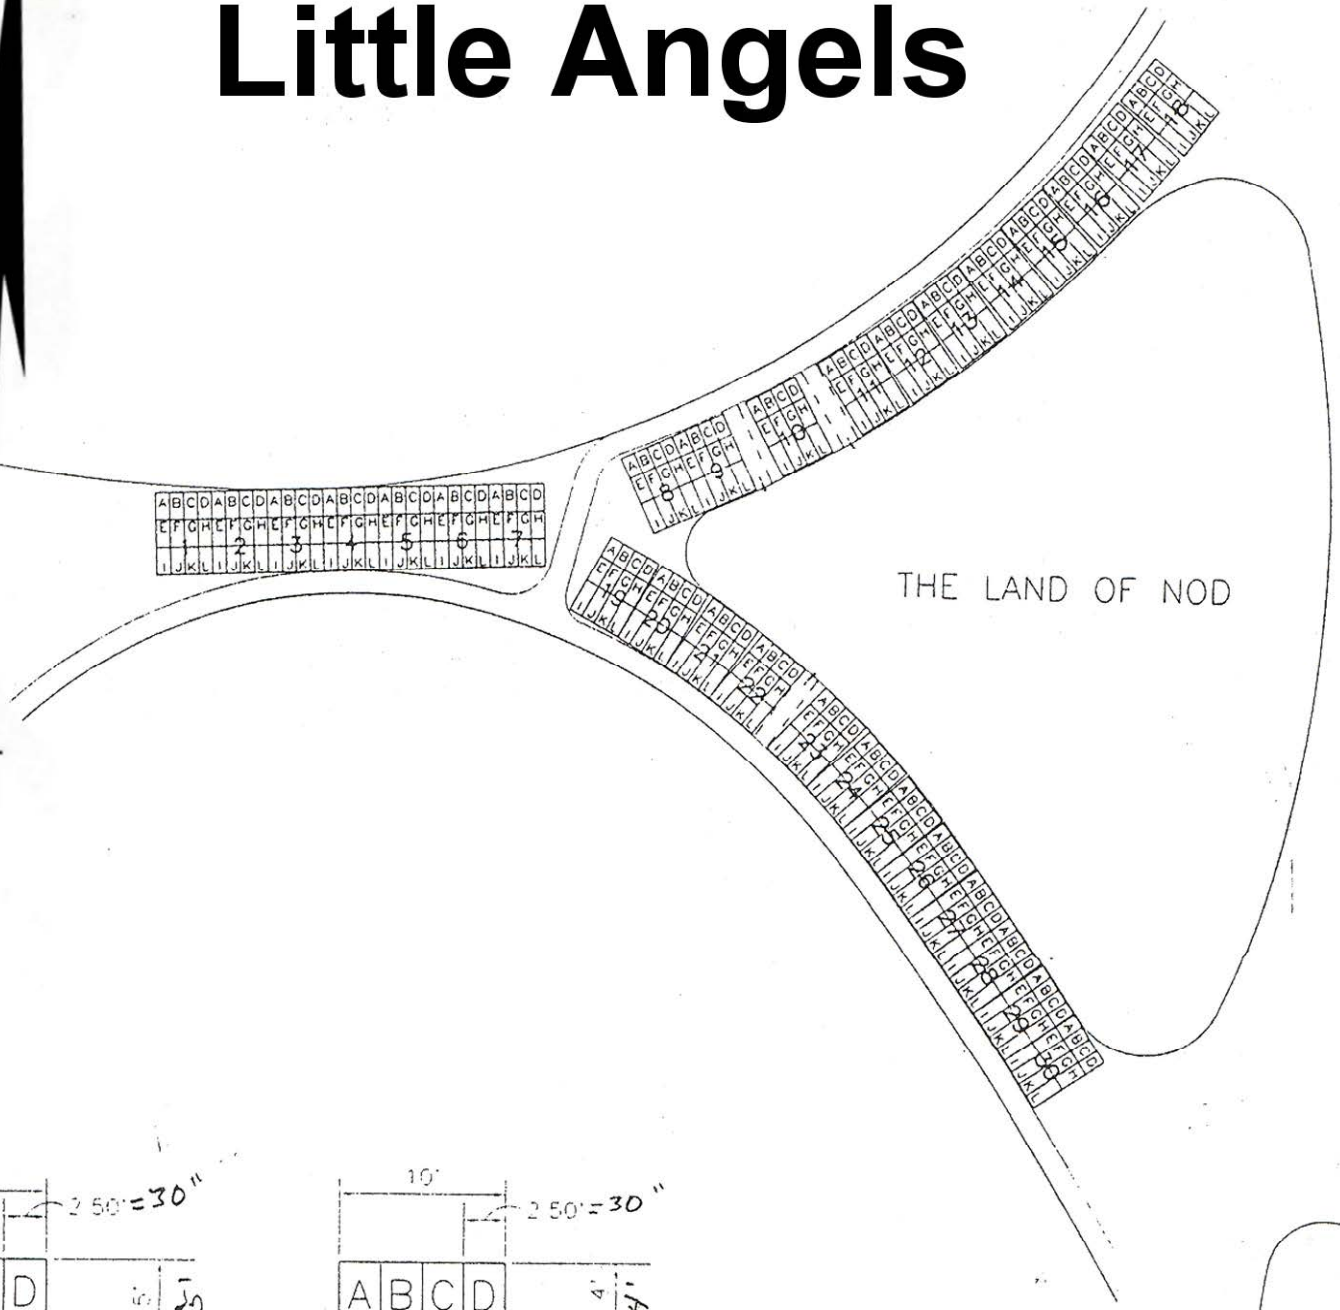 Little Angels
A B C D A B C D A B C D A B C D A B C D A B C D A B C D
E F G H E F G H E F G H E F G H E F G H E F G H E F G H
1 2 3 4 5 6 7
I J K L I J K L I J K L I J K L I J K L I J K L I J K L
A B C D A B C D
E F G H E F G H
8 9
I J K L I J K L
A B C D
E F G H
10
I J K L
A B C D A B C D A B C D A B C D A B C D A B C D A B C D A B C D
E F G H E F G H E F G H E F G H E F G H E F G H E F G H E F G H
11 12 13 14 15 16 17 18
I J K L I J K L I J K L I J K L I J K L I J K L I J K L I J K L
THE LAND OF NOD
A B C D A B C D A B C D A B C D
E F G H E F G H E F G H E F G H
19 20 21 22
I J K L I J K L I J K L I J K L
A B C D A B C D A B C D A B C D A B C D A B C D A B C D A B C D
E F G H E F G H E F G H E F G H E F G H E F G H E F G H E F G H
23 24 25 26 27 28 29 30
I J K L I J K L I J K L I J K L I J K L I J K L I J K L I J K L
2.50'=30"
D
10'
2.50'=30"
A B C D
4'